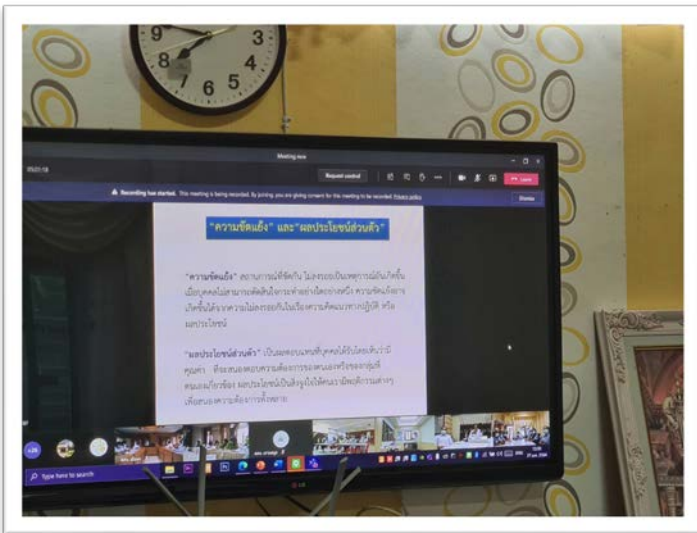 9
3
8
4
7
6
5
Meeting now
Request control
Leave
Recording has started. This meeting is being recorded. By joining, you are giving consent for this meeting to be recorded. Privacy policy
Dismiss
"ความขัดแย้ง" และ"ผลประโยชน์ส่วนตัว"
"ความขัดแย้ง" สถานการณ์ที่ขัดกัน ไม่ลงรอยเป็นเหตุการณ์อันเกิดขึ้น
เมื่อบุคคลไม่สามารถตัดสินใจกระทำอย่างใดอย่างหนึ่ง ความขัดแย้งอาจ
เกิดขึ้นได้จากความไม่ลงรอยกันในเรื่องความคิดแนวทางปฏิบัติ หรือ
ผลประโยชน์
"ผลประโยชน์ส่วนตัว" เป็นผลตอบแทนที่บุคคลได้รับโดยเห็นว่ามี
คุณค่า ที่จะสนองตอบความต้องการของตนเองหรือของกลุ่มที่
ตนเองเกี่ยวข้อง ผลประโยชน์เป็นสิ่งจูงใจให้คนเรามีพฤติกรรมต่างๆ
เพื่อสนองความต้องการทั้งหลาย
+26
Type here to search
LG